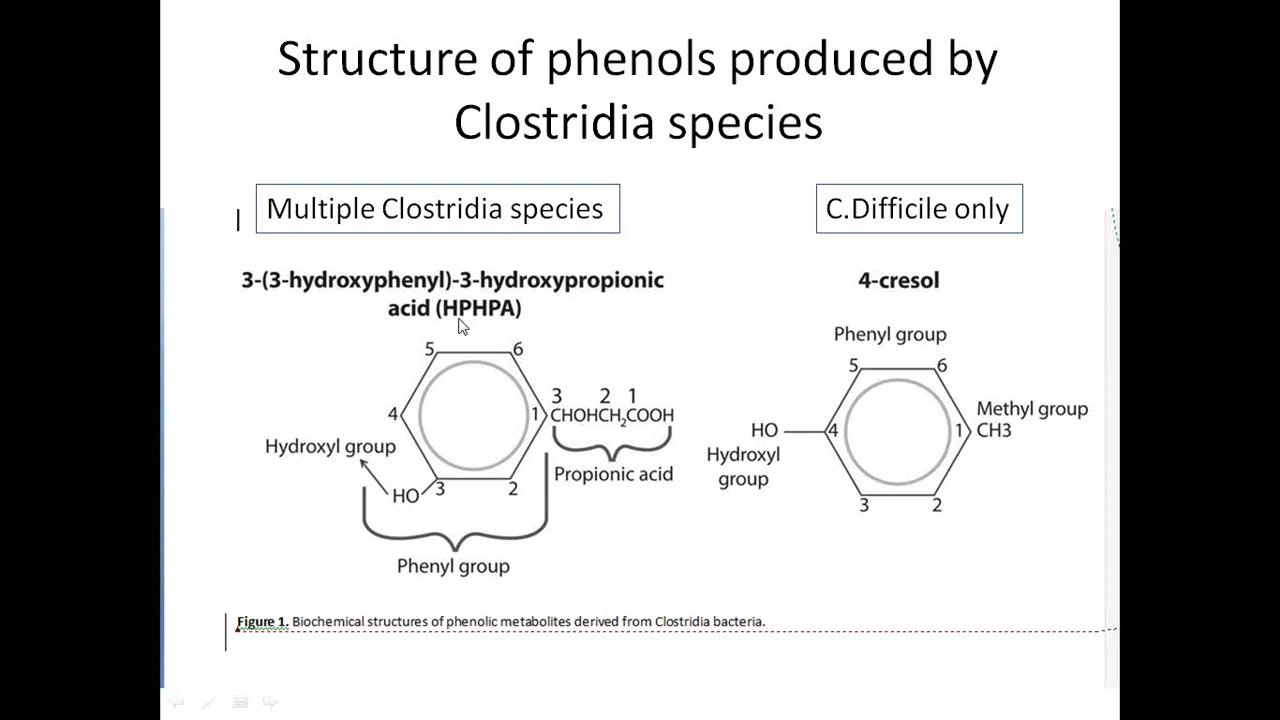 Structure of phenols produced by
Clostridia species
Multiple Clostridia species
C.Difficile only
3-(3-hydroxyphenyl)-3-hydroxypropionic
acid (HPHPA)
5
6
3 2 1
4
1
CHOHCH₂COOH
Hydroxyl group
Propionic acid
HO
3
2
Phenyl group
4-cresol
Phenyl group
5
6
Methyl group
HO
4
1
CH3
Hydroxyl
group
3
2
Figure 1. Biochemical structures of phenolic metabolites derived from Clostridia bacteria.